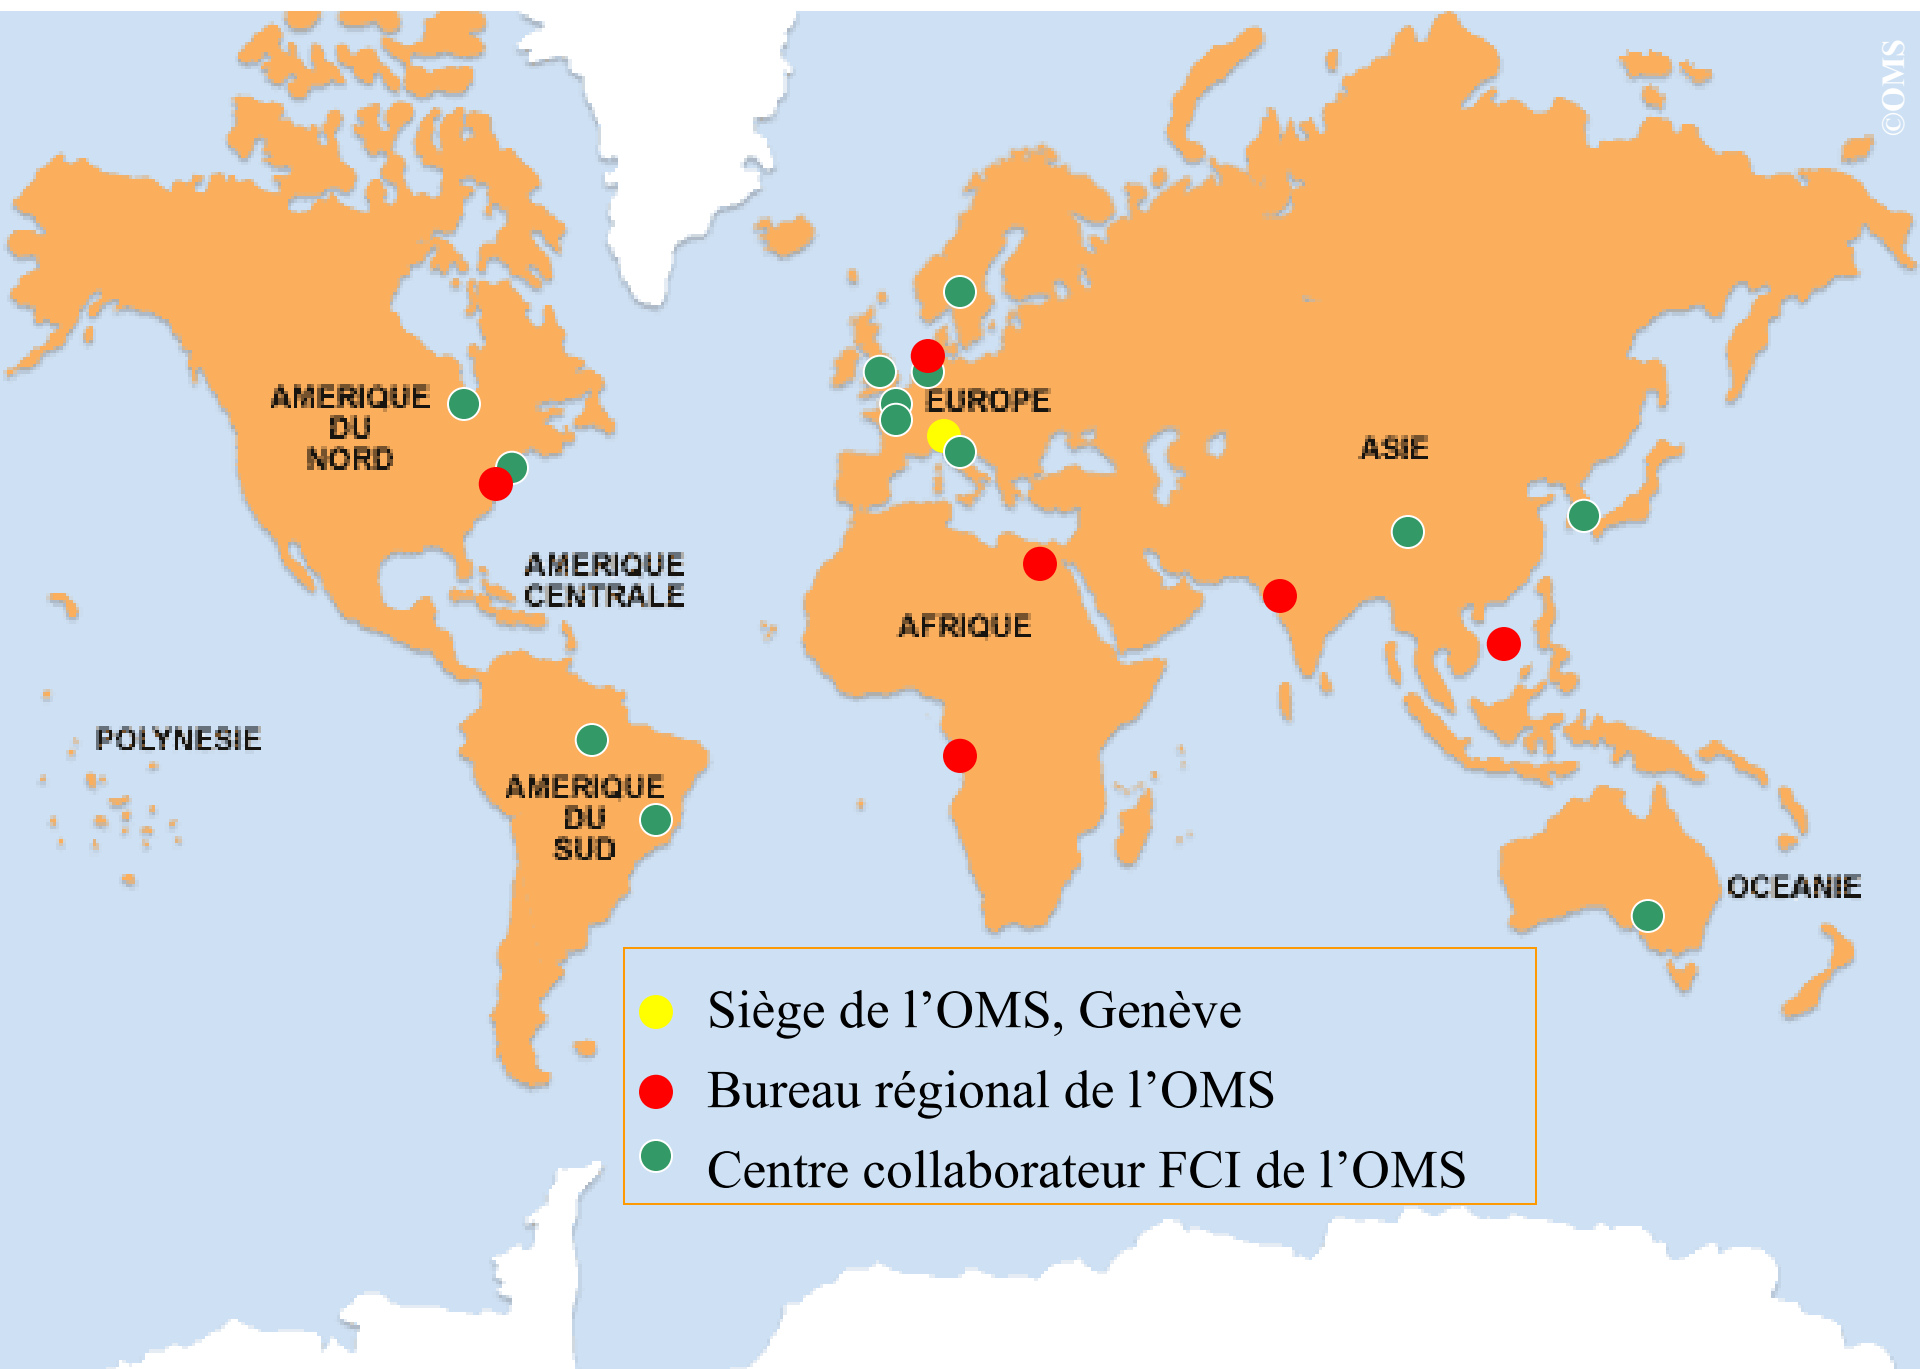 ©OMS
AMERIQUE
DU
NORD
EUROPE
ASIE
AMERIQUE
CENTRALE
AFRIQUE
POLYNESIE
AMERIQUE
DU
SUD
OCEANIE
Siège de l’OMS, Genève
Bureau régional de l’OMS
Centre collaborateur FCI de l’OMS